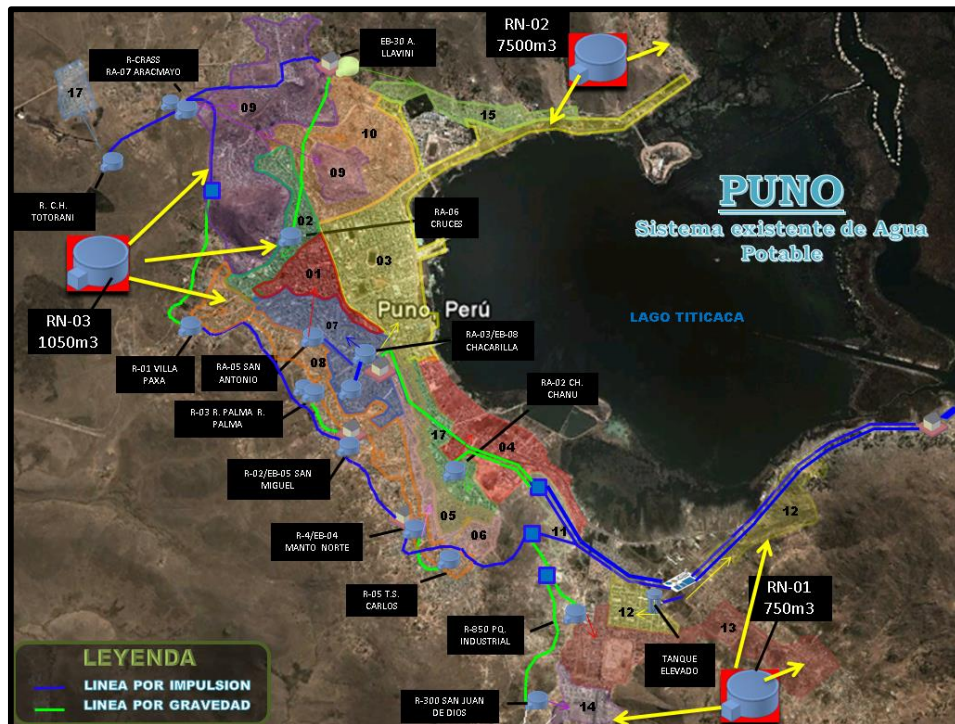 EB-30 A.
LLAVINI
RN-02
7500m3
R-CRASS
RA-07 ARACMAYO
17
09
10
15
09
R. C.H.
TOTORANI
02
RA-06
CRUCES
PUNO
Sistema existente de Agua
Potable
01
03
Puno, Perú
LAGO TITICACA
RN-03
1050m3
07
RA-03/EB-08
CHACARILLA
R-01 VILLA
PAXA
RA-05 SAN
ANTONIO
08
RA-02 CH.
CHANU
R-03 R. PALMA R.
PALMA
17
04
R-02/EB-05 SAN
MIGUEL
05
12
06
11
R-4/EB-04
MANTO NORTE
R-05 T.S.
CARLOS
RN-01
750m3
12
R-850 PQ.
INDUSTRIAL
13
TANQUE
ELEVADO
LEYENDA
LINEA POR IMPULSION
LINEA POR GRAVEDAD
R-300 SAN JUAN
DE DIOS
14